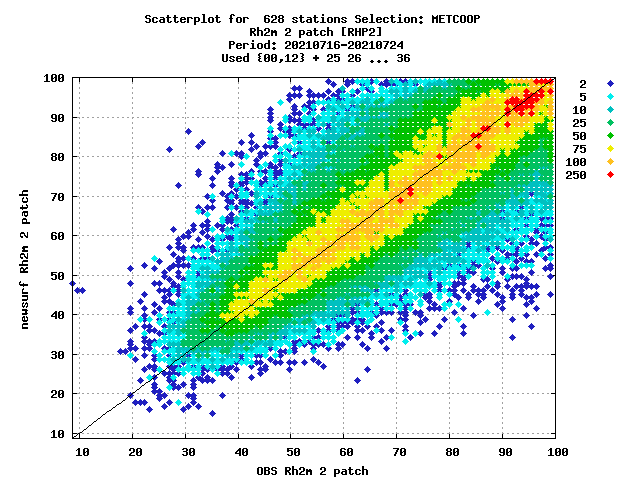 Scatterplot for  628 stations Selection: METCOOP
Rh2m 2 patch [RHP2]
Period: 20210716-20210724
Used {00,12} + 25 26 ... 36
100
90
80
70
60
50
40
30
20
10
newsurf Rh2m 2 patch
10 20 30 40 50 60 70 80 90 100
OBS Rh2m 2 patch
2
5
10
25
50
75
100
250